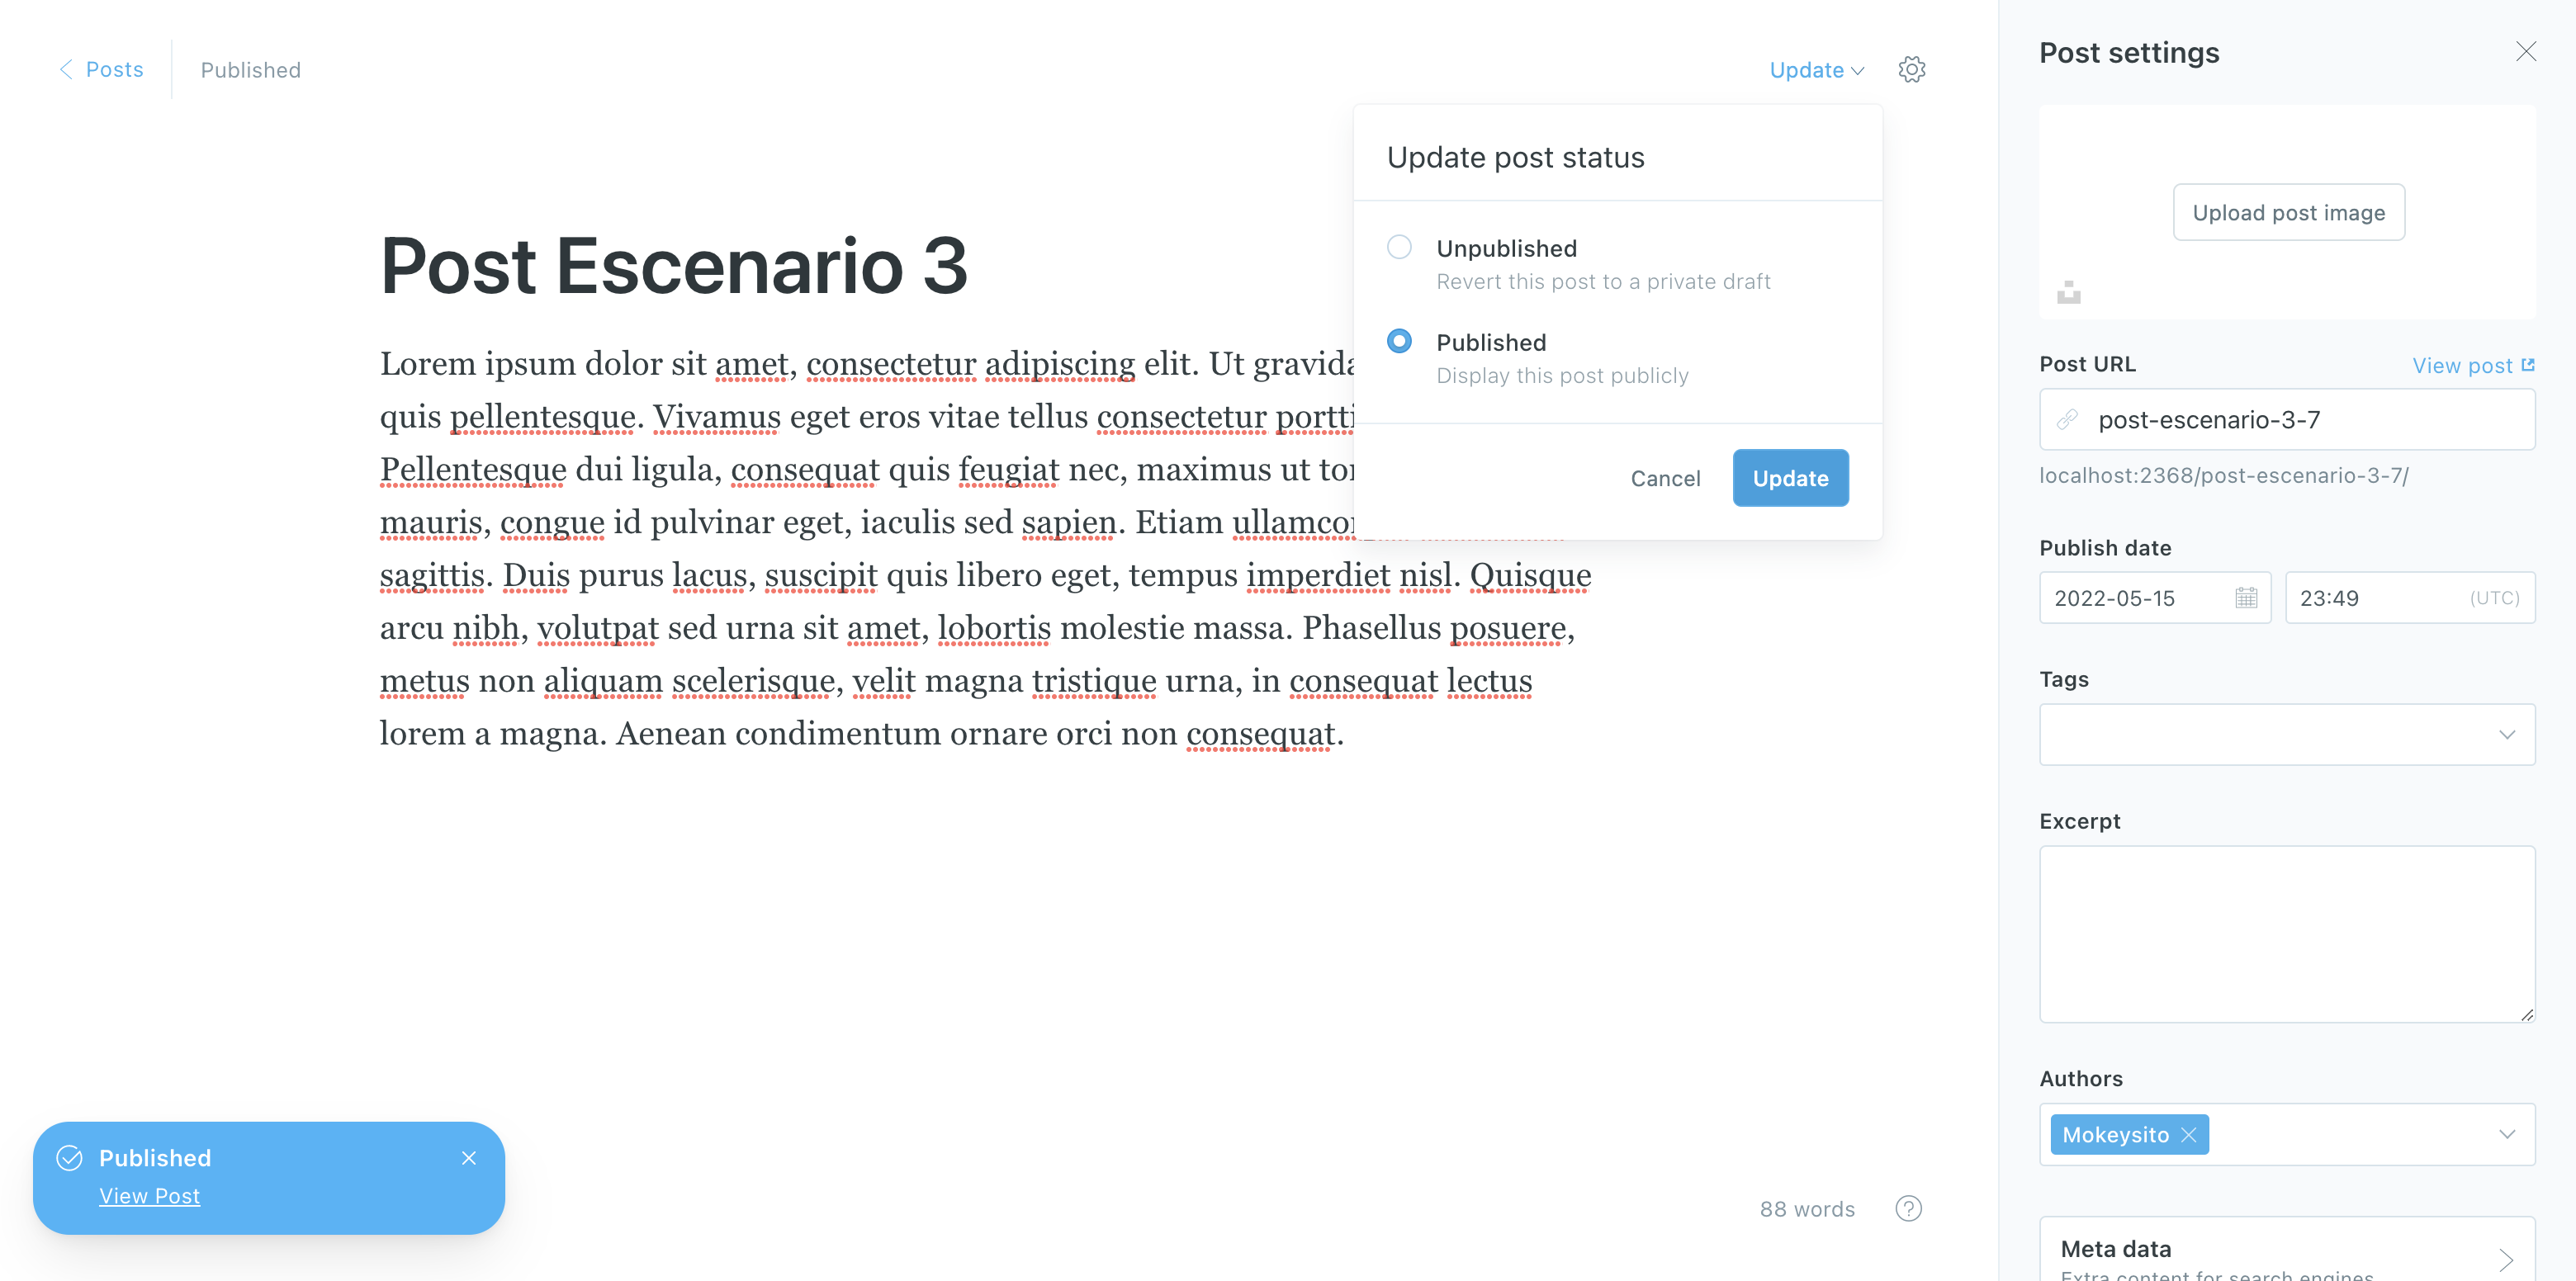 Posts
Published
Update
Post settings
Update post status
Unpublished
Revert this post to a private draft
Published
Display this post publicly
Cancel
Update
Post Escenario 3
Lorem ipsum dolor sit amet, consectetur adipiscing elit. Ut gravida
quis pellentesque. Vivamus eget eros vitae tellus consectetur portti
Pellentesque dui ligula, consequat quis feugiat nec, maximus ut tor
mauris, congue id pulvinar eget, iaculis sed sapien. Etiam ullamcor
sagittis. Duis purus lacus, suscipit quis libero eget, tempus imperdiet nisl. Quisque
arcu nibh, volutpat sed urna sit amet, lobortis molestie massa. Phasellus posuere,
metus non aliquam scelerisque, velit magna tristique urna, in consequat lectus
lorem a magna. Aenean condimentum ornare orci non consequat.
Published
View Post
88 words
?
Upload post image
Post URL
View post
post-escenario-3-7
localhost:2368/post-escenario-3-7/
Publish date
2022-05-15
23:49
(UTC)
Tags
Excerpt
Authors
Mokeysito
Meta data
Extra content for search engines